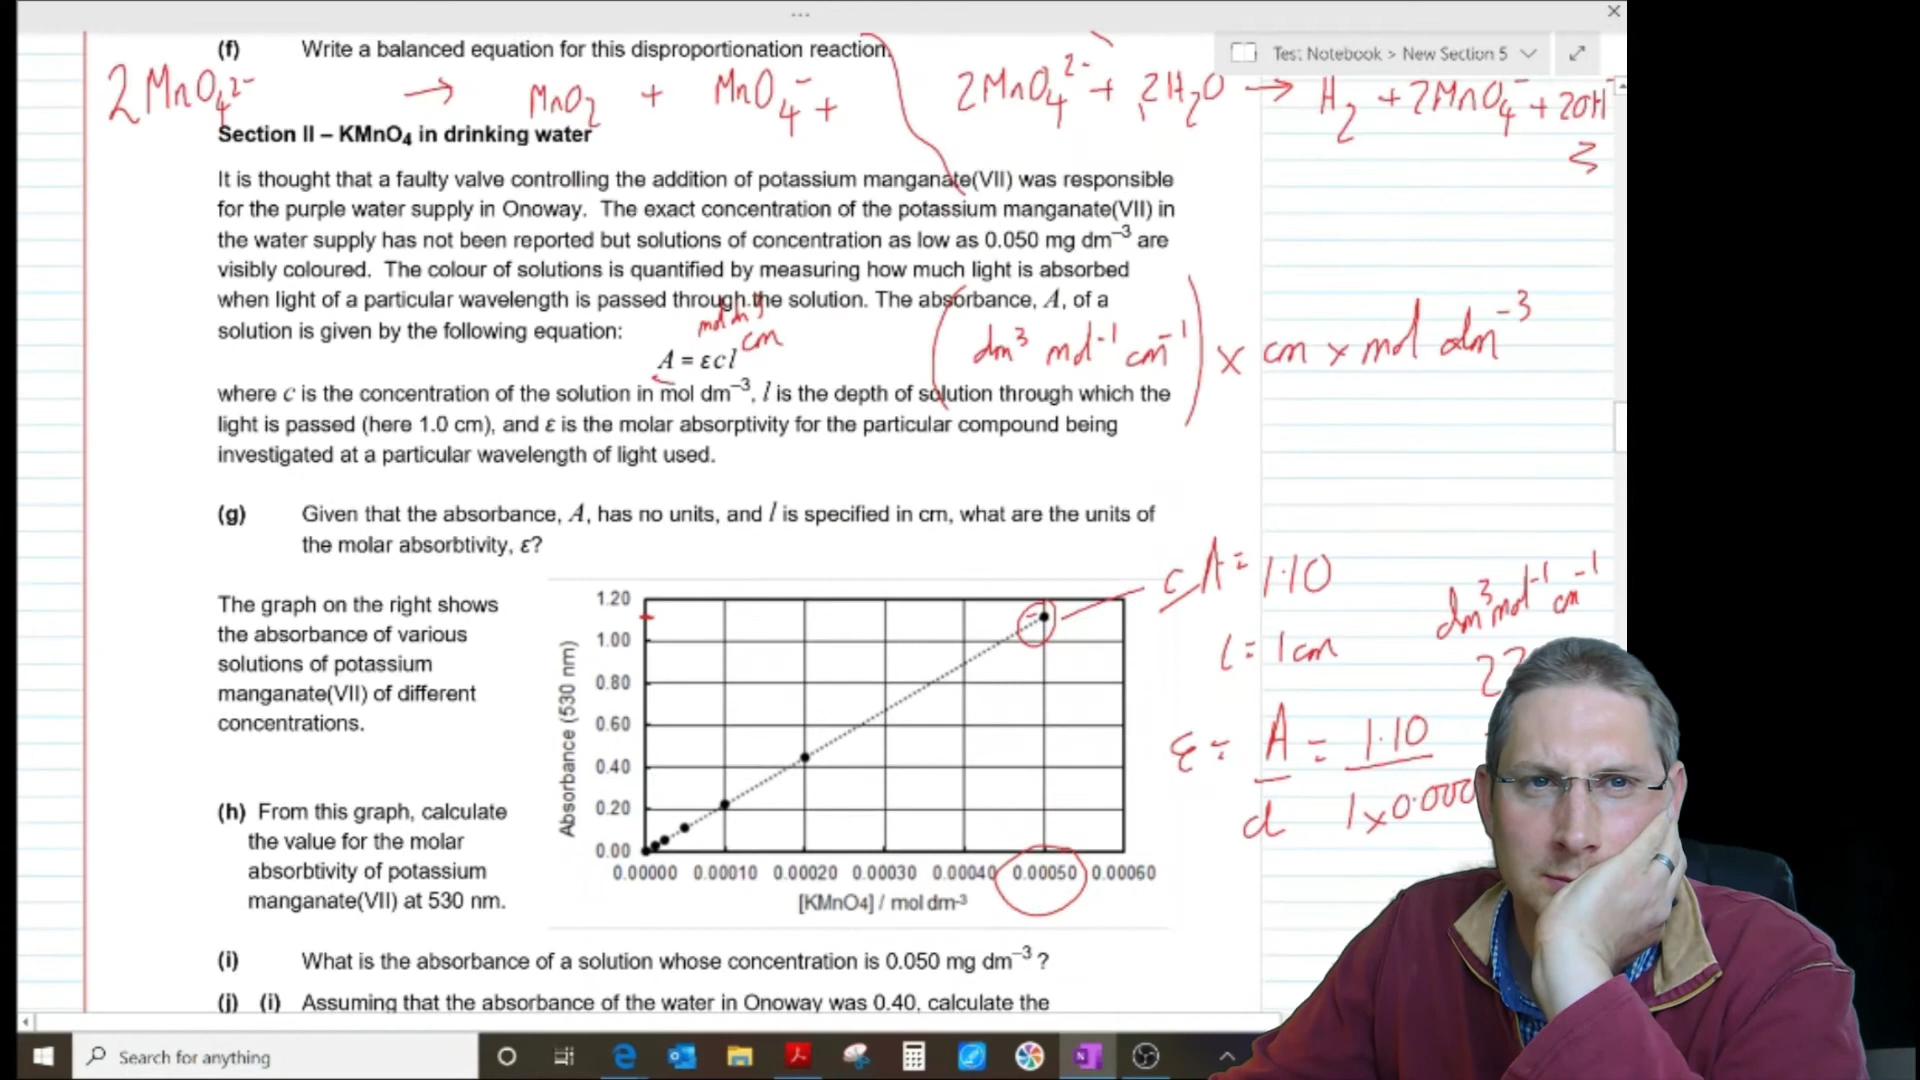 (f) Write a balanced equation for this disproportionation reaction.
Test Notebook > New Section 5
2MnO₄²⁻ → MnO₂ + MnO₄⁻ +
2MnO₄²⁻ + 2H₂O → H₂ + 2MnO₄⁻ + 2OH⁻
Section II – KMnO₄ in drinking water
It is thought that a faulty valve controlling the addition of potassium manganate(VII) was responsible
for the purple water supply in Onoway. The exact concentration of the potassium manganate(VII) in
the water supply has not been reported but solutions of concentration as low as 0.050 mg dm⁻³ are
visibly coloured. The colour of solutions is quantified by measuring how much light is absorbed
when light of a particular wavelength is passed through the solution. The absorbance, A, of a
solution is given by the following equation:
cm
(dm³ mol⁻¹ cm⁻¹) × cm × mol dm⁻³
A = εcl
where c is the concentration of the solution in mol dm⁻³, l is the depth of solution through which the
light is passed (here 1.0 cm), and ε is the molar absorptivity for the particular compound being
investigated at a particular wavelength of light used.
(g) Given that the absorbance, A, has no units, and l is specified in cm, what are the units of
the molar absorbtivity, ε?
The graph on the right shows
the absorbance of various
solutions of potassium
manganate(VII) of different
concentrations.
(h) From this graph, calculate
the value for the molar
absorbtivity of potassium
manganate(VII) at 530 nm.
Absorbance (530 nm)
1.20
1.00
0.80
0.60
0.40
0.20
0.00
0.00000 0.00010 0.00020 0.00030 0.00040 0.00050 0.00060
[KMnO4] / mol dm-³
A = 1.10
l = 1cm
dm³ mol⁻¹ cm⁻¹
ε = A = 1.10
cl 1×0.000
(i) What is the absorbance of a solution whose concentration is 0.050 mg dm⁻³ ?
(j) (i) Assuming that the absorbance of the water in Onoway was 0.40, calculate the
Search for anything